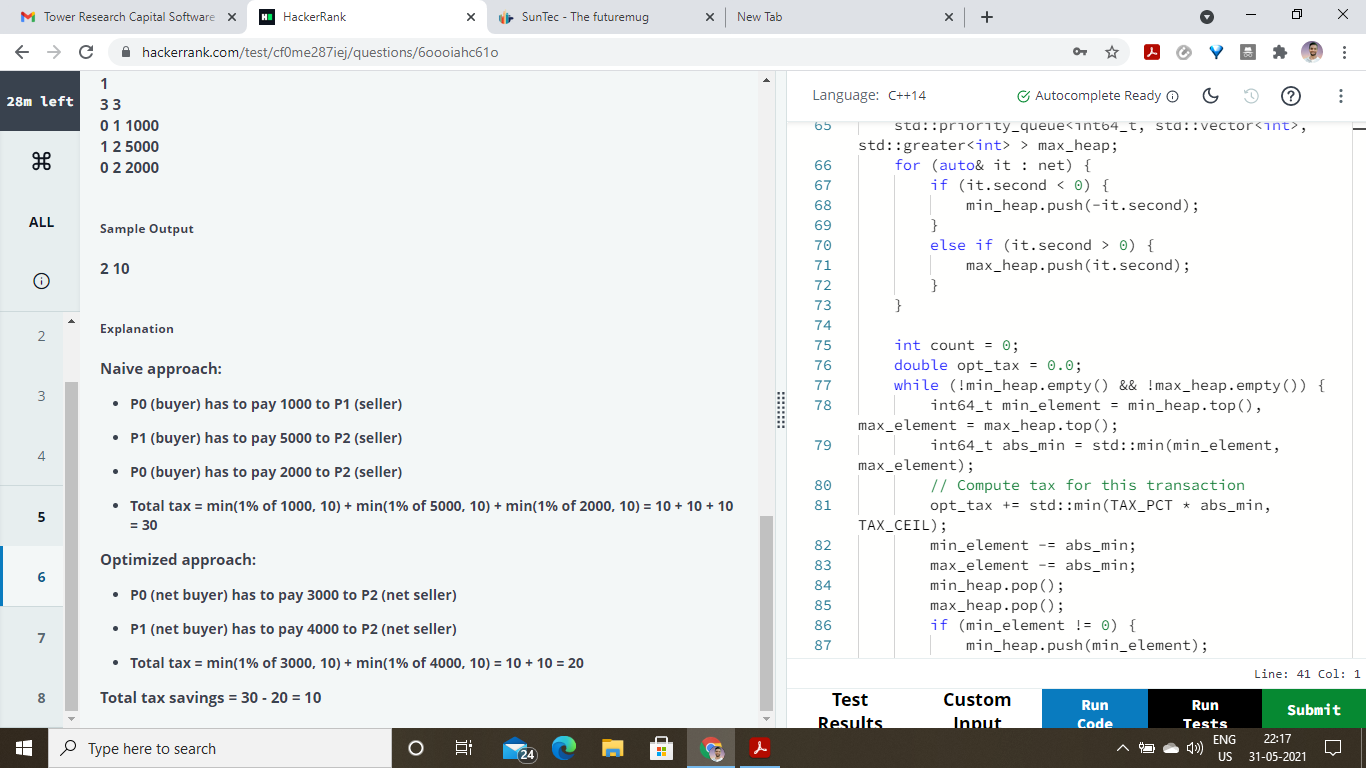 Tower Research Capital Software
HackerRank
SunTec - The futuremug
New Tab
hackerrank.com/test/cf0me287iej/questions/6oooiahc61o
28m left
ALL
2
3
4
5
6
7
8
1
3 3
0 1 1000
1 2 5000
0 2 2000
Sample Output
2 10
Explanation
Naive approach:
• P0 (buyer) has to pay 1000 to P1 (seller)
• P1 (buyer) has to pay 5000 to P2 (seller)
• P0 (buyer) has to pay 2000 to P2 (seller)
• Total tax = min(1% of 1000, 10) + min(1% of 5000, 10) + min(1% of 2000, 10) = 10 + 10 + 10
= 30
Optimized approach:
• P0 (net buyer) has to pay 3000 to P2 (net seller)
• P1 (net buyer) has to pay 4000 to P2 (net seller)
• Total tax = min(1% of 3000, 10) + min(1% of 4000, 10) = 10 + 10 = 20
Total tax savings = 30 - 20 = 10
Language: C++14
Autocomplete Ready
65 std::priority_queue<int64_t, std::vector<int>,
std::greater<int> > max_heap;
66 for (auto& it : net) {
67 if (it.second < 0) {
68 min_heap.push(-it.second);
69 }
70 else if (it.second > 0) {
71 max_heap.push(it.second);
72 }
73 }
74
75 int count = 0;
76 double opt_tax = 0.0;
77 while (!min_heap.empty() && !max_heap.empty()) {
78 int64_t min_element = min_heap.top(),
max_element = max_heap.top();
79 int64_t abs_min = std::min(min_element,
max_element);
80 // Compute tax for this transaction
81 opt_tax += std::min(TAX_PCT * abs_min,
TAX_CEIL);
82 min_element -= abs_min;
83 max_element -= abs_min;
84 min_heap.pop();
85 max_heap.pop();
86 if (min_element != 0) {
87 min_heap.push(min_element);
Line: 41 Col: 1
Test
Results
Custom
Input
Run
Code
Run
Tests
Submit
Type here to search
24
ENG
US
22:17
31-05-2021